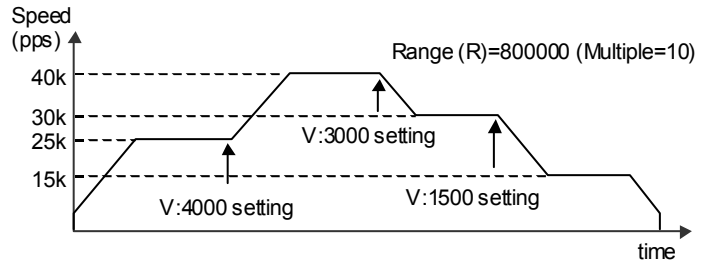 Speed
(pps)
Range (R)=800000 (Multiple=10)
40k
30k
V:3000 setting
25k
15k
V:1500 setting
V:4000 setting
time